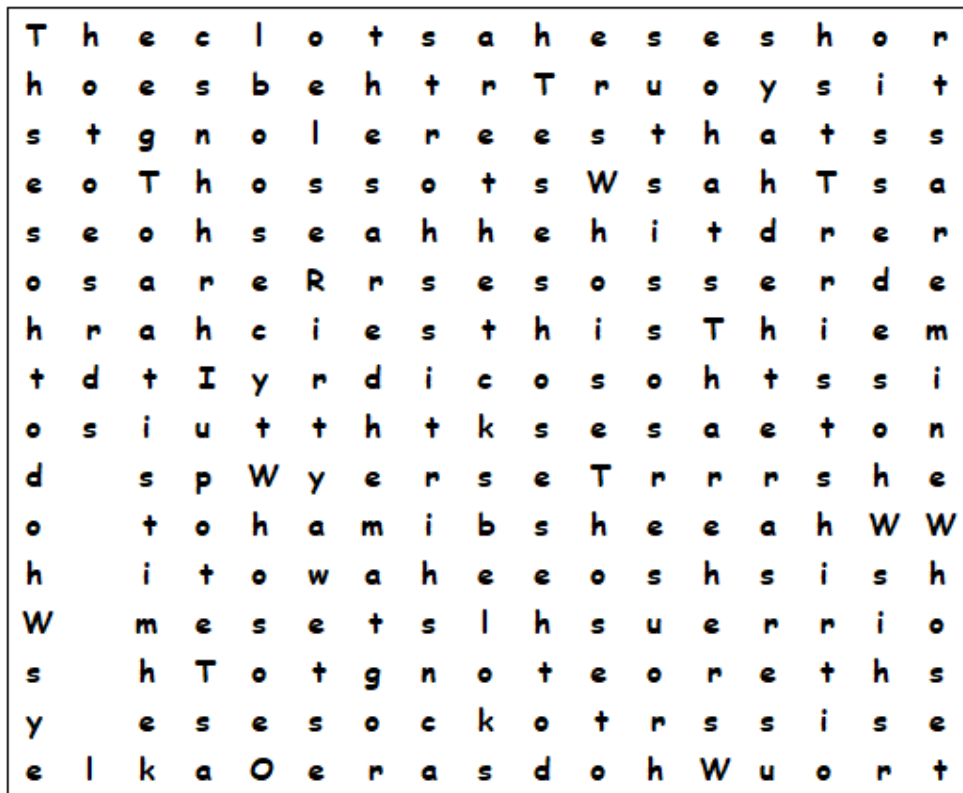 T h e c l o t s a h e s e s h o r
h o e s b e h t r T r u o y s i t
s t g n o l e r e e s t h a t s s
e o T h o s s o t s W s a h T s a
s e o h s e a h h e h i t d r e r
o s a r e R r s e s o s s e r d e
h r a h c i e s t h i s T h i e m
t d t I y r d i c o s o h t s s i
o s i u t t h t k s e s a e t o n
d s p W y e r s e T r r r s h e
o t o h a m i b s h e e a h W W
h i t o w a h e e o s h s i s h
W m e s e t s l h s u e r r i o
s h T o t g n o t e o r e t h s
y e s e s o c k o t r s s i s e
e l k a O e r a s d o h W u o r t